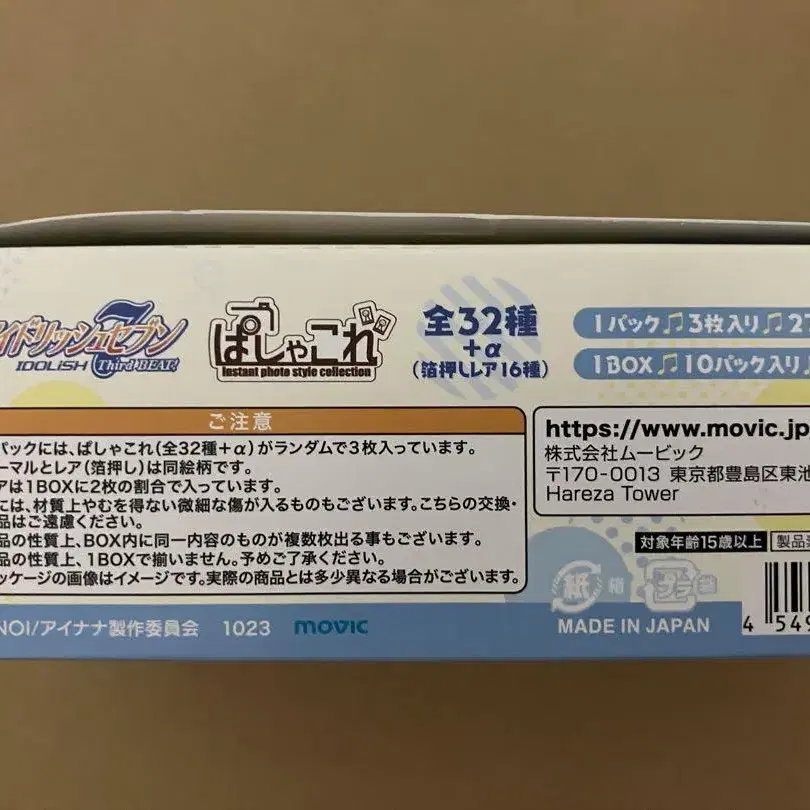 イドリッシュセブン
IDOLiSH Third BEAT!
ぱしゃこれ
Instant photo style collection
全32種
+α
(箔押しレア16種)
1パック♫3枚入り♫27
1BOX♫10パック入り
ご注意
パックには、ぱしゃこれ(全32種+α)がランダムで3枚入っています。
ーマルとレア(箔押し)は同絵柄です。
アは1BOXに2枚の割合で入っています。
には、材質上やむを得ない微細な傷が入るものもございます。こちらの交換・
品はご遠慮ください。
品の性質上、BOX内に同一内容のものが複数枚出る事もございます。
品の性質上、1BOXで揃いません。予めご了承ください。
ッケージの画像はイメージです。実際の商品とは多少異なる場合がございます。
https://www.movic.jp
株式会社ムービック
〒170-0013 東京都豊島区東池
Hareza Tower
対象年齢15歳以上
製品
紙 箱
プラ 袋
NOI/アイナナ製作委員会 1023 movic
MADE IN JAPAN
4 549